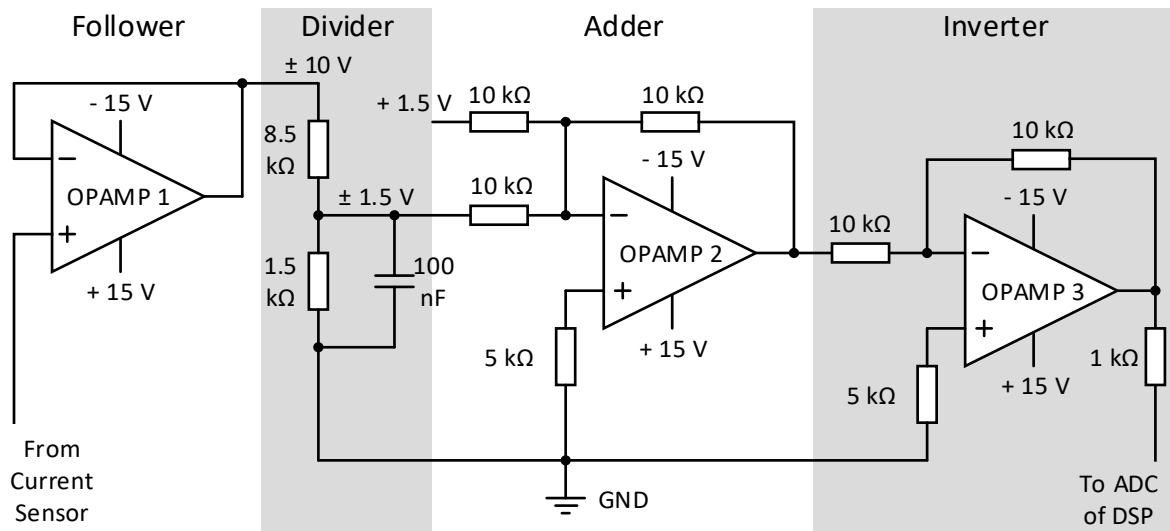 Follower
Divider
Adder
Inverter
± 10 V
- 15 V
OPAMP 1
+ 15 V
From
Current
Sensor
8.5
kΩ
± 1.5 V
1.5
kΩ
100
nF
+ 1.5 V
10 kΩ
10 kΩ
10 kΩ
- 15 V
OPAMP 2
+ 15 V
5 kΩ
GND
10 kΩ
10 kΩ
- 15 V
OPAMP 3
+ 15 V
5 kΩ
1 kΩ
To ADC
of DSP